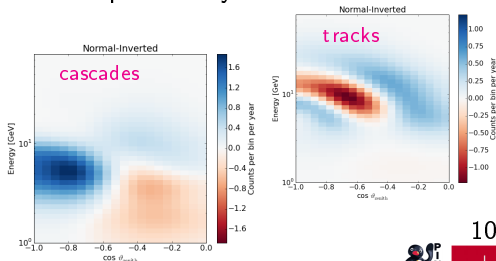 Normal-Inverted
cascades
Energy [GeV]
10¹
10⁰
−1.0 −0.8 −0.6 −0.4 −0.2 0.0
cos θzenith
1.6
1.2
0.8
0.4
0.0
−0.4
−0.8
−1.2
−1.6
Counts per bin per year
Normal-Inverted
tracks
Energy [GeV]
10¹
10⁰
−1.0 −0.8 −0.6 −0.4 −0.2 0.0
cos θzenith
1.00
0.75
0.50
0.25
0.00
−0.25
−0.50
−0.75
−1.00
Counts per bin per year
10
P
I